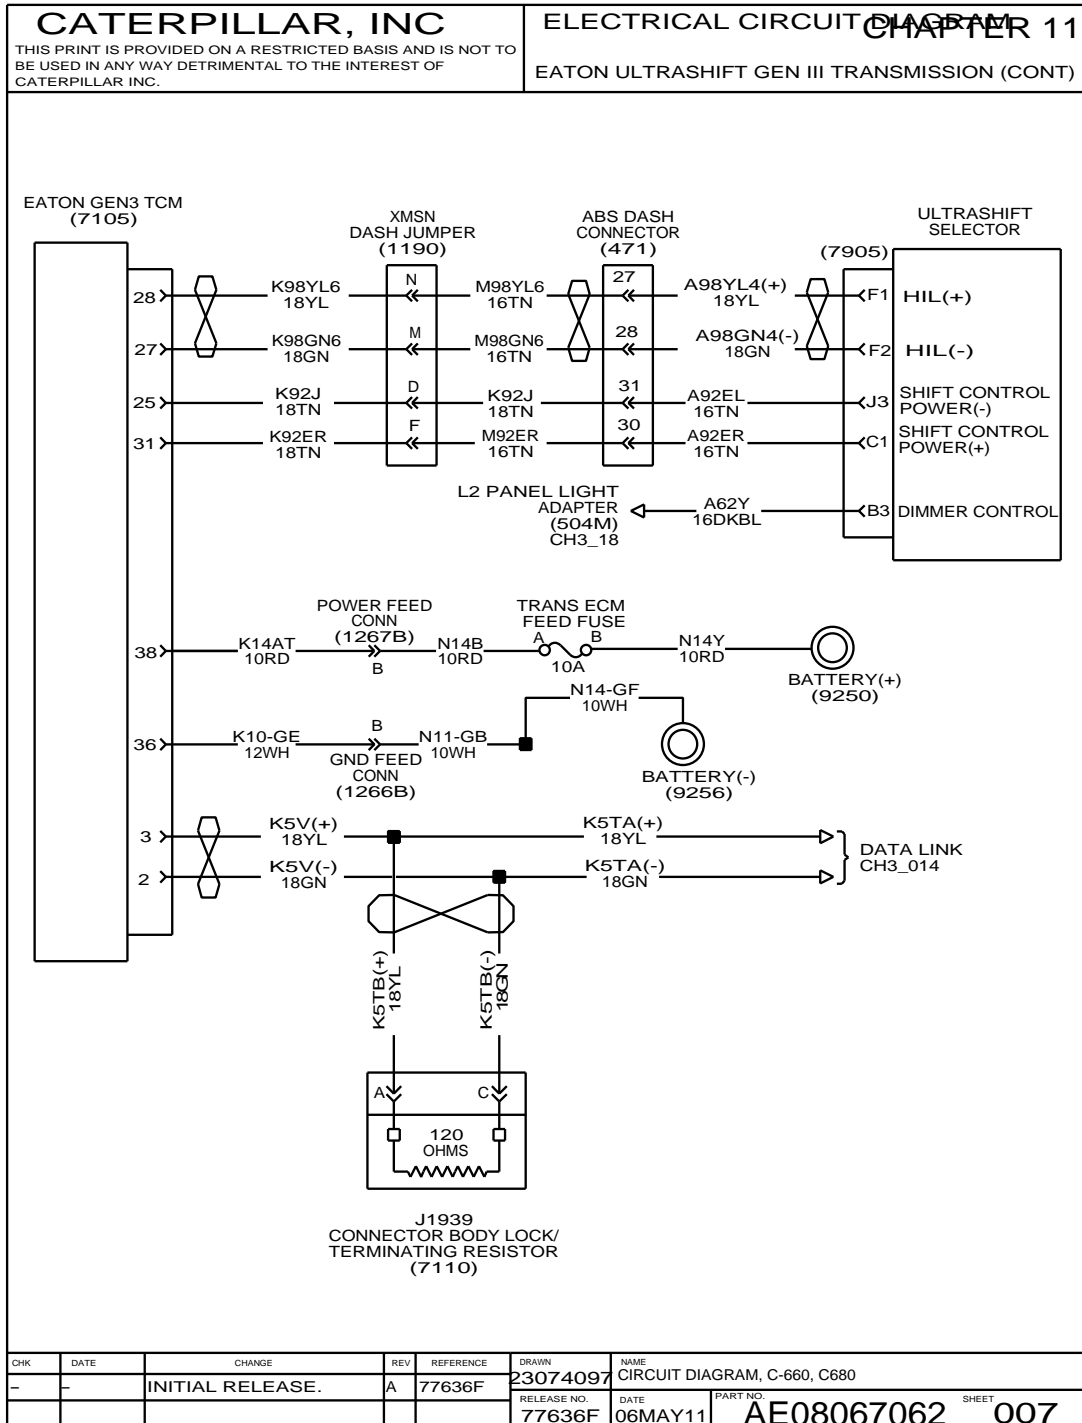 CATERPILLAR, INC
THIS PRINT IS PROVIDED ON A RESTRICTED BASIS AND IS NOT TO
BE USED IN ANY WAY DETRIMENTAL TO THE INTEREST OF
CATERPILLAR INC.
ELECTRICAL CIRCUIT DIAGRAM
CHAPTER 11
EATON ULTRASHIFT GEN III TRANSMISSION (CONT)
EATON GEN3 TCM
(7105)
XMSN
DASH JUMPER
(1190)
ABS DASH
CONNECTOR
(471)
(7905)
ULTRASHIFT
SELECTOR
28
K98YL6
18YL
N
M98YL6
16TN
27
A98YL4(+)
18YL
F1
HIL(+)
27
K98GN6
18GN
M
M98GN6
16TN
28
A98GN4(-)
18GN
F2
HIL(-)
25
K92J
18TN
D
K92J
18TN
31
A92EL
16TN
J3
SHIFT CONTROL
POWER(-)
31
K92ER
18TN
F
M92ER
16TN
30
A92ER
16TN
C1
SHIFT CONTROL
POWER(+)
L2 PANEL LIGHT
ADAPTER
(504M)
CH3_18
A62Y
16DKBL
B3
DIMMER CONTROL
38
K14AT
10RD
POWER FEED
CONN
(1267B)
B
N14B
10RD
TRANS ECM
FEED FUSE
A
B
10A
N14Y
10RD
BATTERY(+)
(9250)
36
K10-GE
12WH
B
GND FEED
CONN
(1266B)
N11-GB
10WH
N14-GF
10WH
BATTERY(-)
(9256)
3
K5V(+)
18YL
K5TA(+)
18YL
2
K5V(-)
18GN
K5TA(-)
18GN
DATA LINK
CH3_014
K5TB(+)
18YL
K5TB(-)
18GN
A
C
120
OHMS
J1939
CONNECTOR BODY LOCK/
TERMINATING RESISTOR
(7110)
CHK
DATE
CHANGE
REV
REFERENCE
-
-
INITIAL RELEASE.
A
77636F
DRAWN
23074097
NAME
CIRCUIT DIAGRAM, C-660, C680
RELEASE NO.
77636F
DATE
06MAY11
PART NO.
AE08067062
SHEET
007